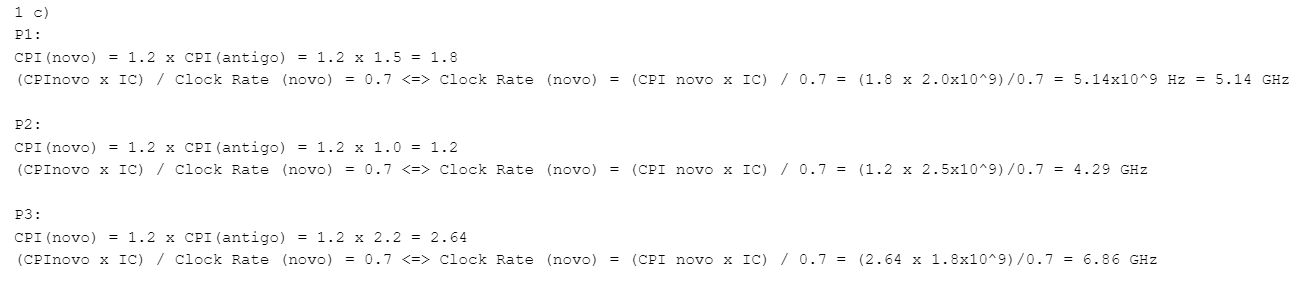 1 c)
P1:
CPI(novo) = 1.2 x CPI(antigo) = 1.2 x 1.5 = 1.8
(CPInovo x IC) / Clock Rate (novo) = 0.7 <=> Clock Rate (novo) = (CPI novo x IC) / 0.7 = (1.8 x 2.0x10^9)/0.7 = 5.14x10^9 Hz = 5.14 GHz
P2:
CPI(novo) = 1.2 x CPI(antigo) = 1.2 x 1.0 = 1.2
(CPInovo x IC) / Clock Rate (novo) = 0.7 <=> Clock Rate (novo) = (CPI novo x IC) / 0.7 = (1.2 x 2.5x10^9)/0.7 = 4.29 GHz
P3:
CPI(novo) = 1.2 x CPI(antigo) = 1.2 x 2.2 = 2.64
(CPInovo x IC) / Clock Rate (novo) = 0.7 <=> Clock Rate (novo) = (CPI novo x IC) / 0.7 = (2.64 x 1.8x10^9)/0.7 = 6.86 GHz